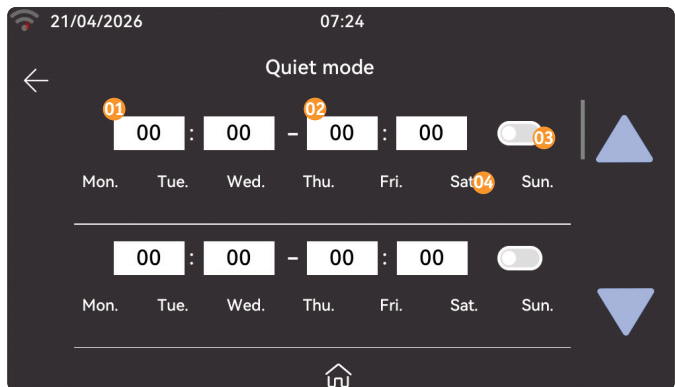 21/04/2026 07:24
Quiet mode
01 02
00 : 00 – 00 : 00 03
Mon. Tue. Wed. Thu. Fri. Sat 04 Sun.
00 : 00 – 00 : 00
Mon. Tue. Wed. Thu. Fri. Sat. Sun.